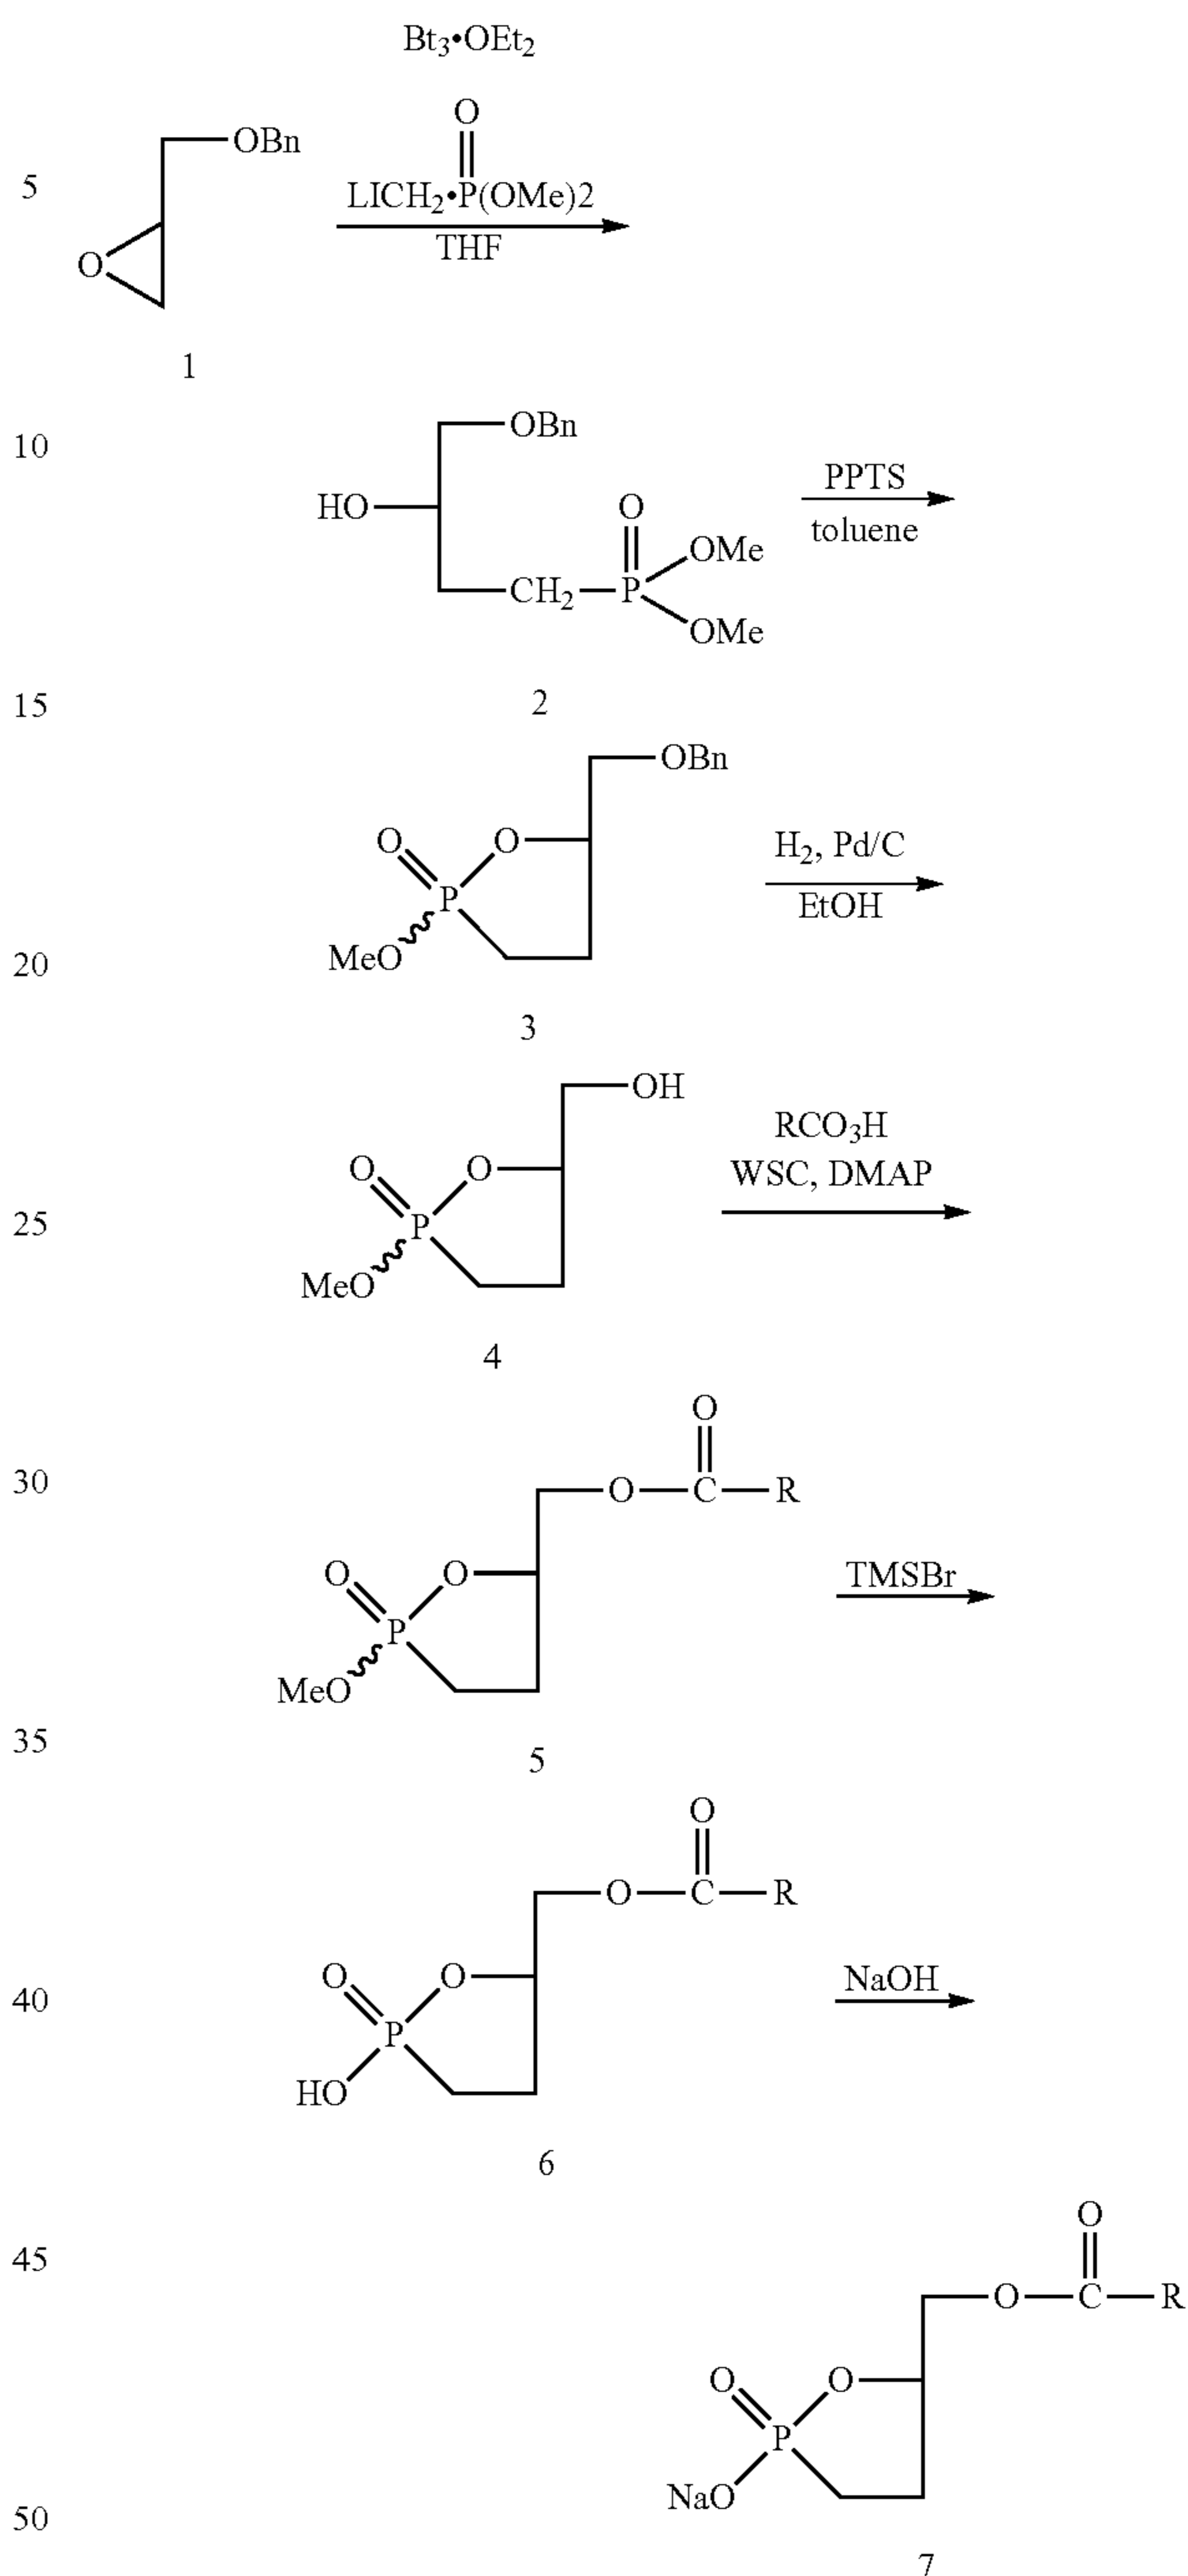 Bt₃•OEt₂
O
OBn
5
LICH₂•P(OMe)2
THF
O
1
OBn
10
PPTS
HO
O
toluene
OMe
CH₂
P
OMe
15
2
OBn
O
O
H₂, Pd/C
P
EtOH
MeO
20
3
OH
RCO₃H
O
O
WSC, DMAP
25
P
MeO
4
O
30
O
C
R
O
O
TMSBr
P
MeO
35
5
O
O
C
R
O
O
NaOH
40
P
HO
6
O
45
O
C
R
O
O
P
NaO
50
7